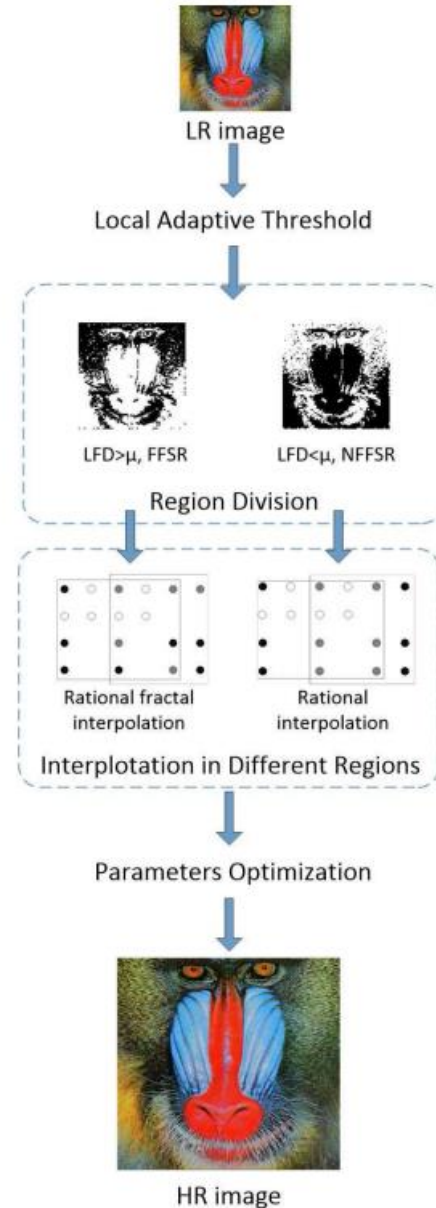 LR image
Local Adaptive Threshold
LFD>μ, FFSR
LFD<μ, NFFSR
Region Division
Rational fractal
interpolation
Rational
interpolation
Interplotation in Different Regions
Parameters Optimization
HR image